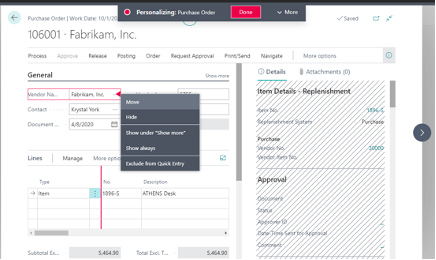 Personalizing: Purchase Order Done More
Purchase Order | Work Date: 10/1/2
Saved
106001 · Fabrikam, Inc.
Process Approve Release Posting Order Request Approval Print/Send Navigate More options
General Show more
Vendor Na... Fabrikam, Inc.
Contact Krystal York
Document ... 4/8/2020
Move
Hide
Show under "Show more"
Show always
Exclude from Quick Entry
Lines Manage More option
Type No. Description
Item 1896-S ATHENS Desk
Subtotal Ex... 5,464.90 Total Excl. T... 5,464.90
Details Attachments (0)
Item Details - Replenishment
Item No. 1896-S
Replenishment System Purchase
Purchase
Vendor No. 10000
Vendor Item No.
Approval
Document
Status
Approver ID
Date-Time Sent for Approval
Comment